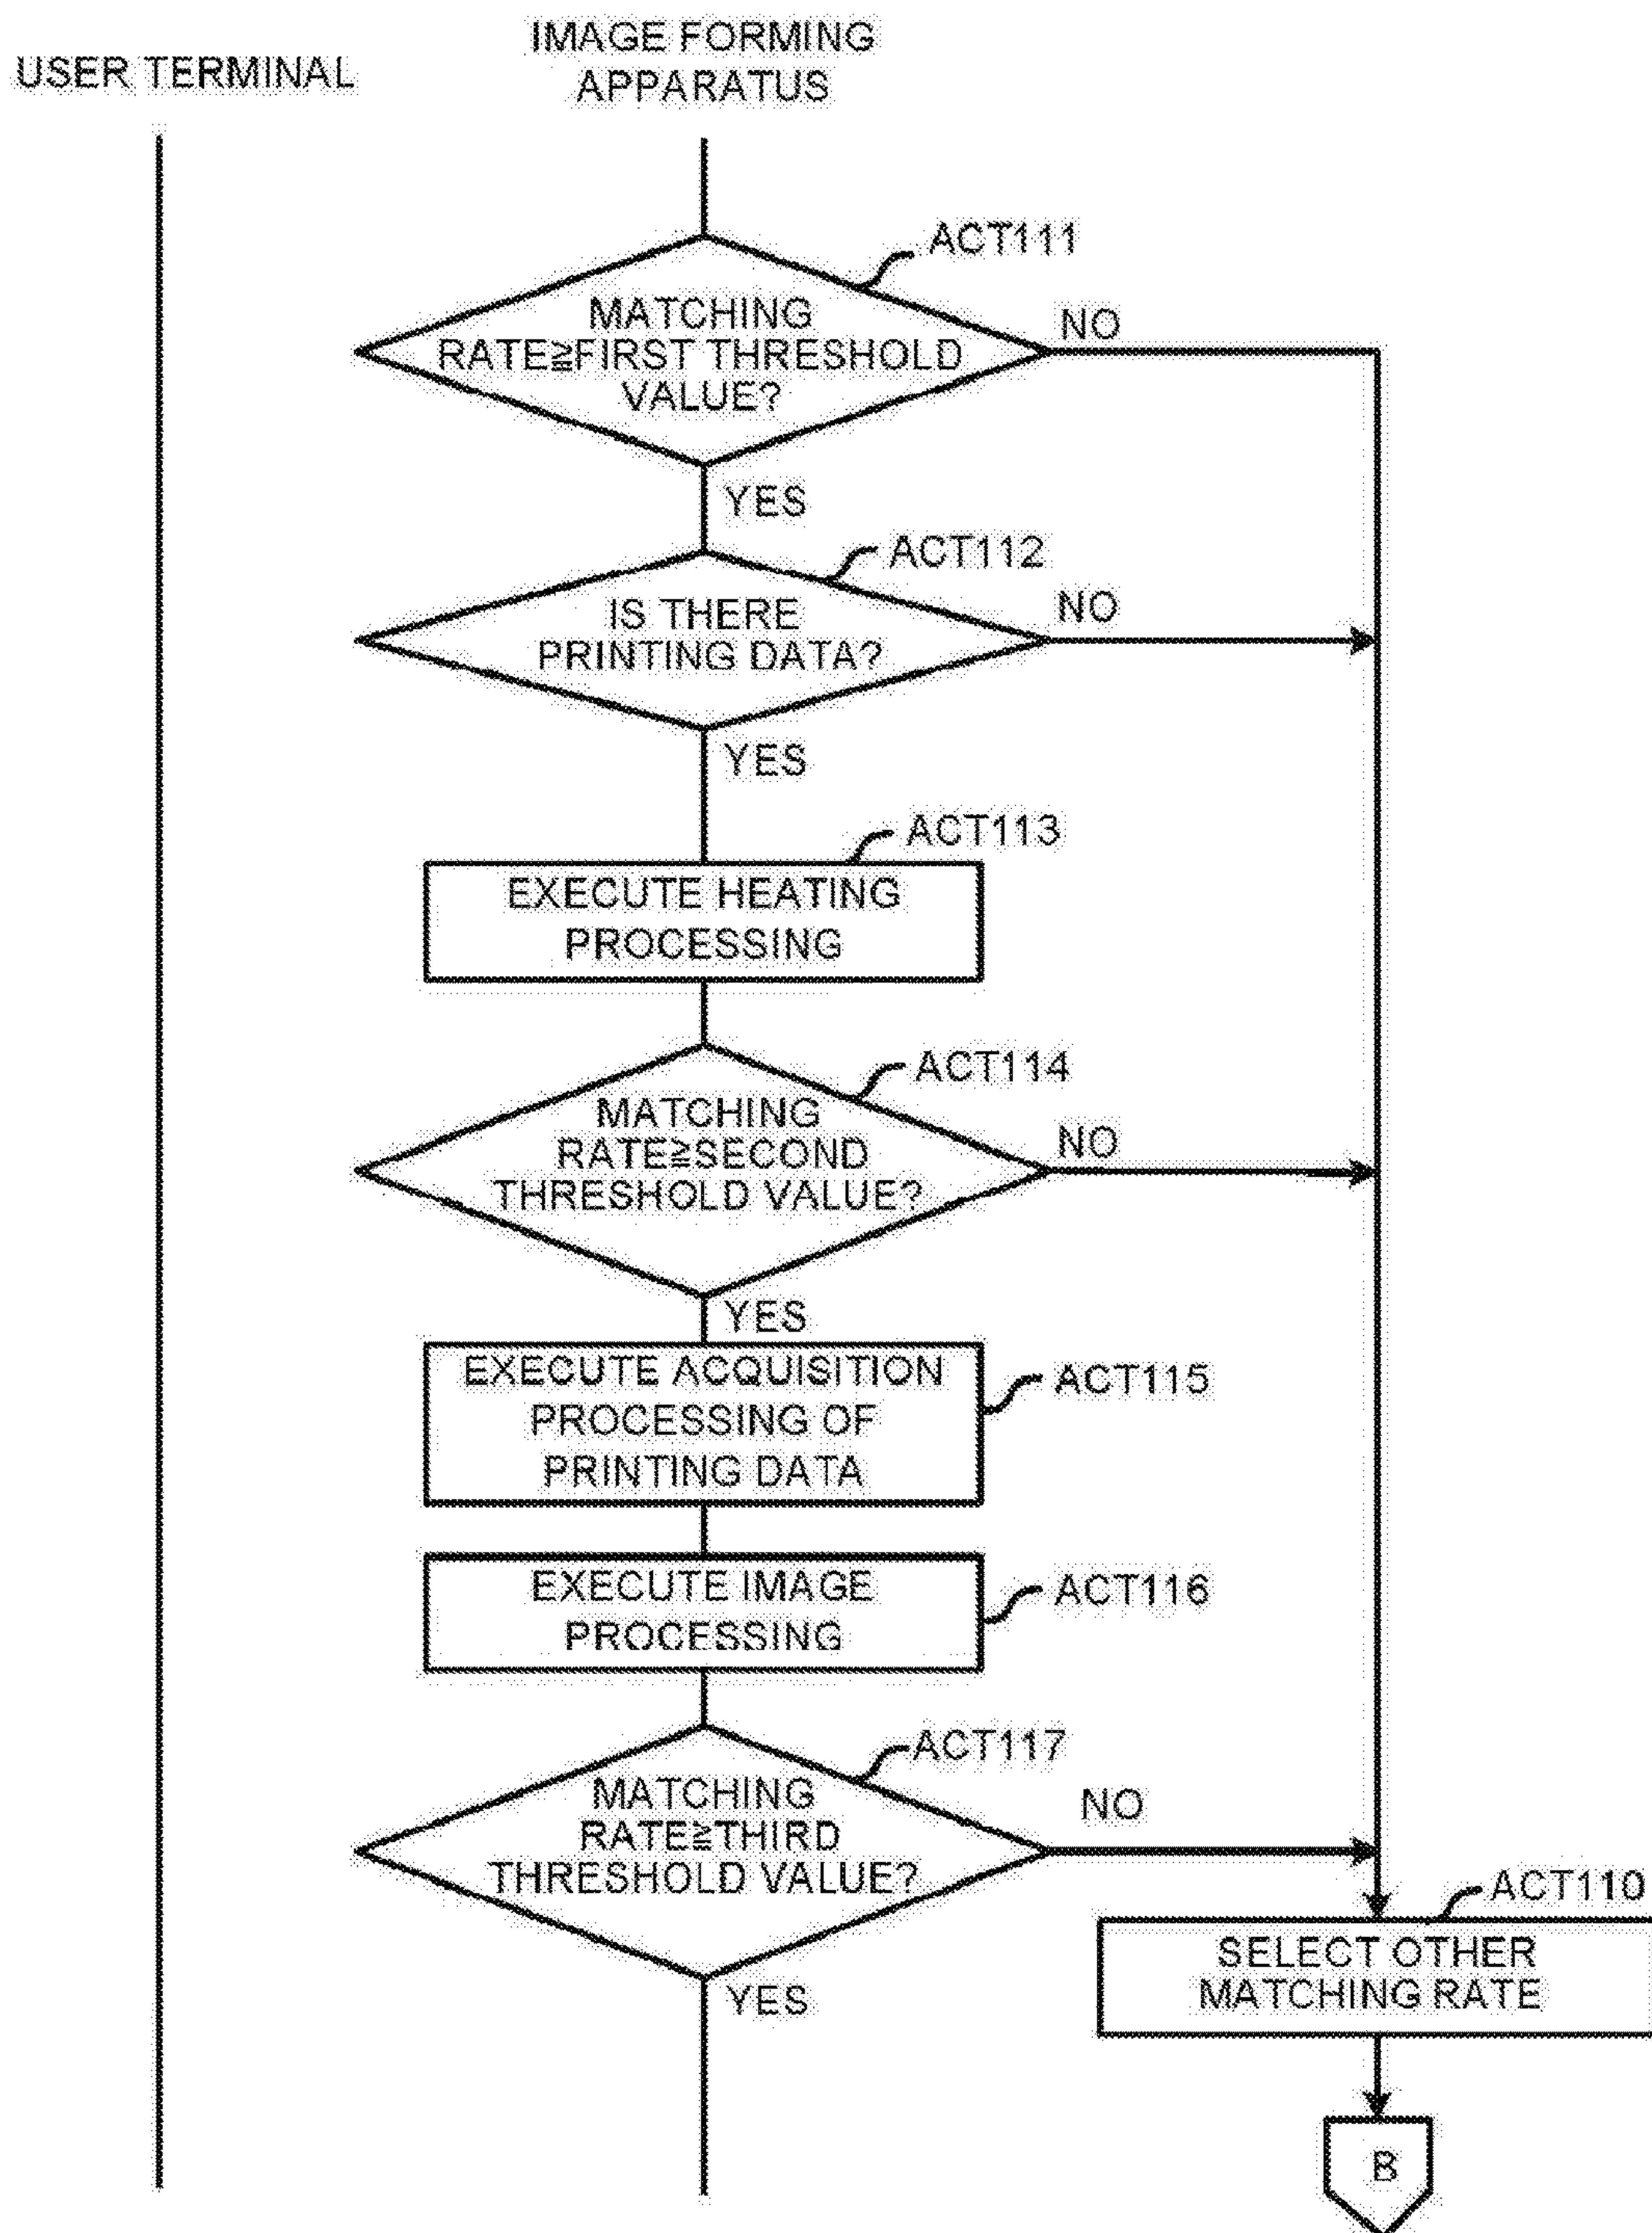 USER TERMINAL
IMAGE FORMING
APPARATUS
ACT111
MATCHING
RATE≧FIRST THRESHOLD
VALUE?
NO
YES
ACT112
IS THERE
PRINTING DATA?
NO
YES
ACT113
EXECUTE HEATING
PROCESSING
ACT114
MATCHING
RATE≧SECOND
THRESHOLD VALUE?
NO
YES
EXECUTE ACQUISITION
PROCESSING OF
PRINTING DATA
ACT115
EXECUTE IMAGE
PROCESSING
ACT116
ACT117
MATCHING
RATE≧THIRD
THRESHOLD VALUE?
NO
YES
ACT110
SELECT OTHER
MATCHING RATE
B